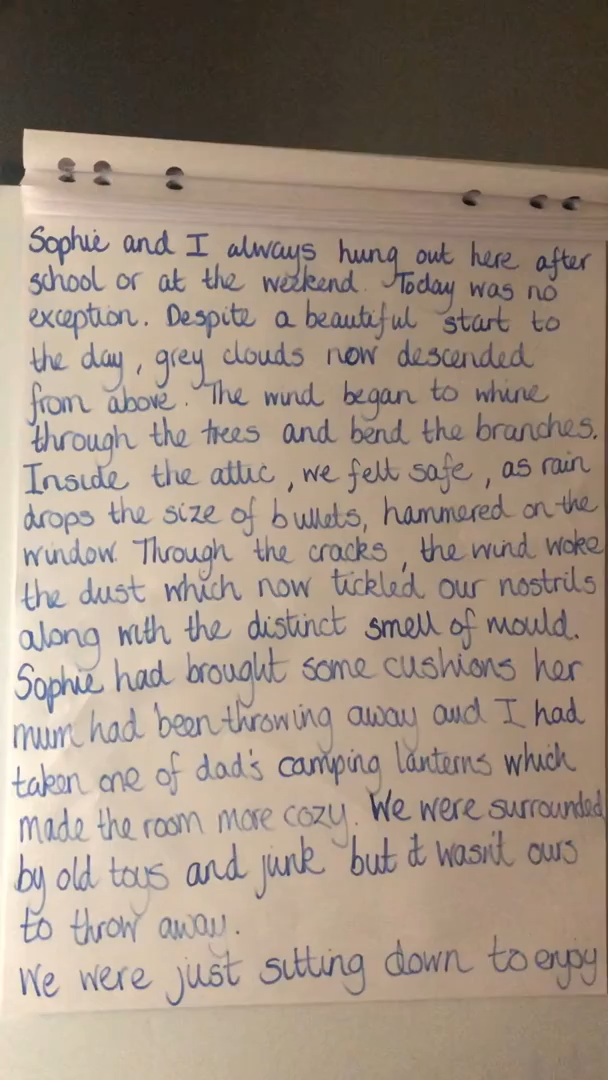 Sophie and I always hung out here after
school or at the weekend. Today was no
exception. Despite a beautiful start to
the day, grey clouds now descended
from above. The wind began to whine
through the trees and bend the branches.
Inside the attic, we felt safe, as rain
drops the size of bullets, hammered on the
window. Through the cracks, the wind woke
the dust which now tickled our nostrils
along with the distinct smell of mould.
Sophie had brought some cushions her
mum had been throwing away and I had
taken one of dad's camping lanterns which
made the room more cozy. We were surrounded
by old toys and junk but it wasn't ours
to throw away.
We were just sitting down to enjoy